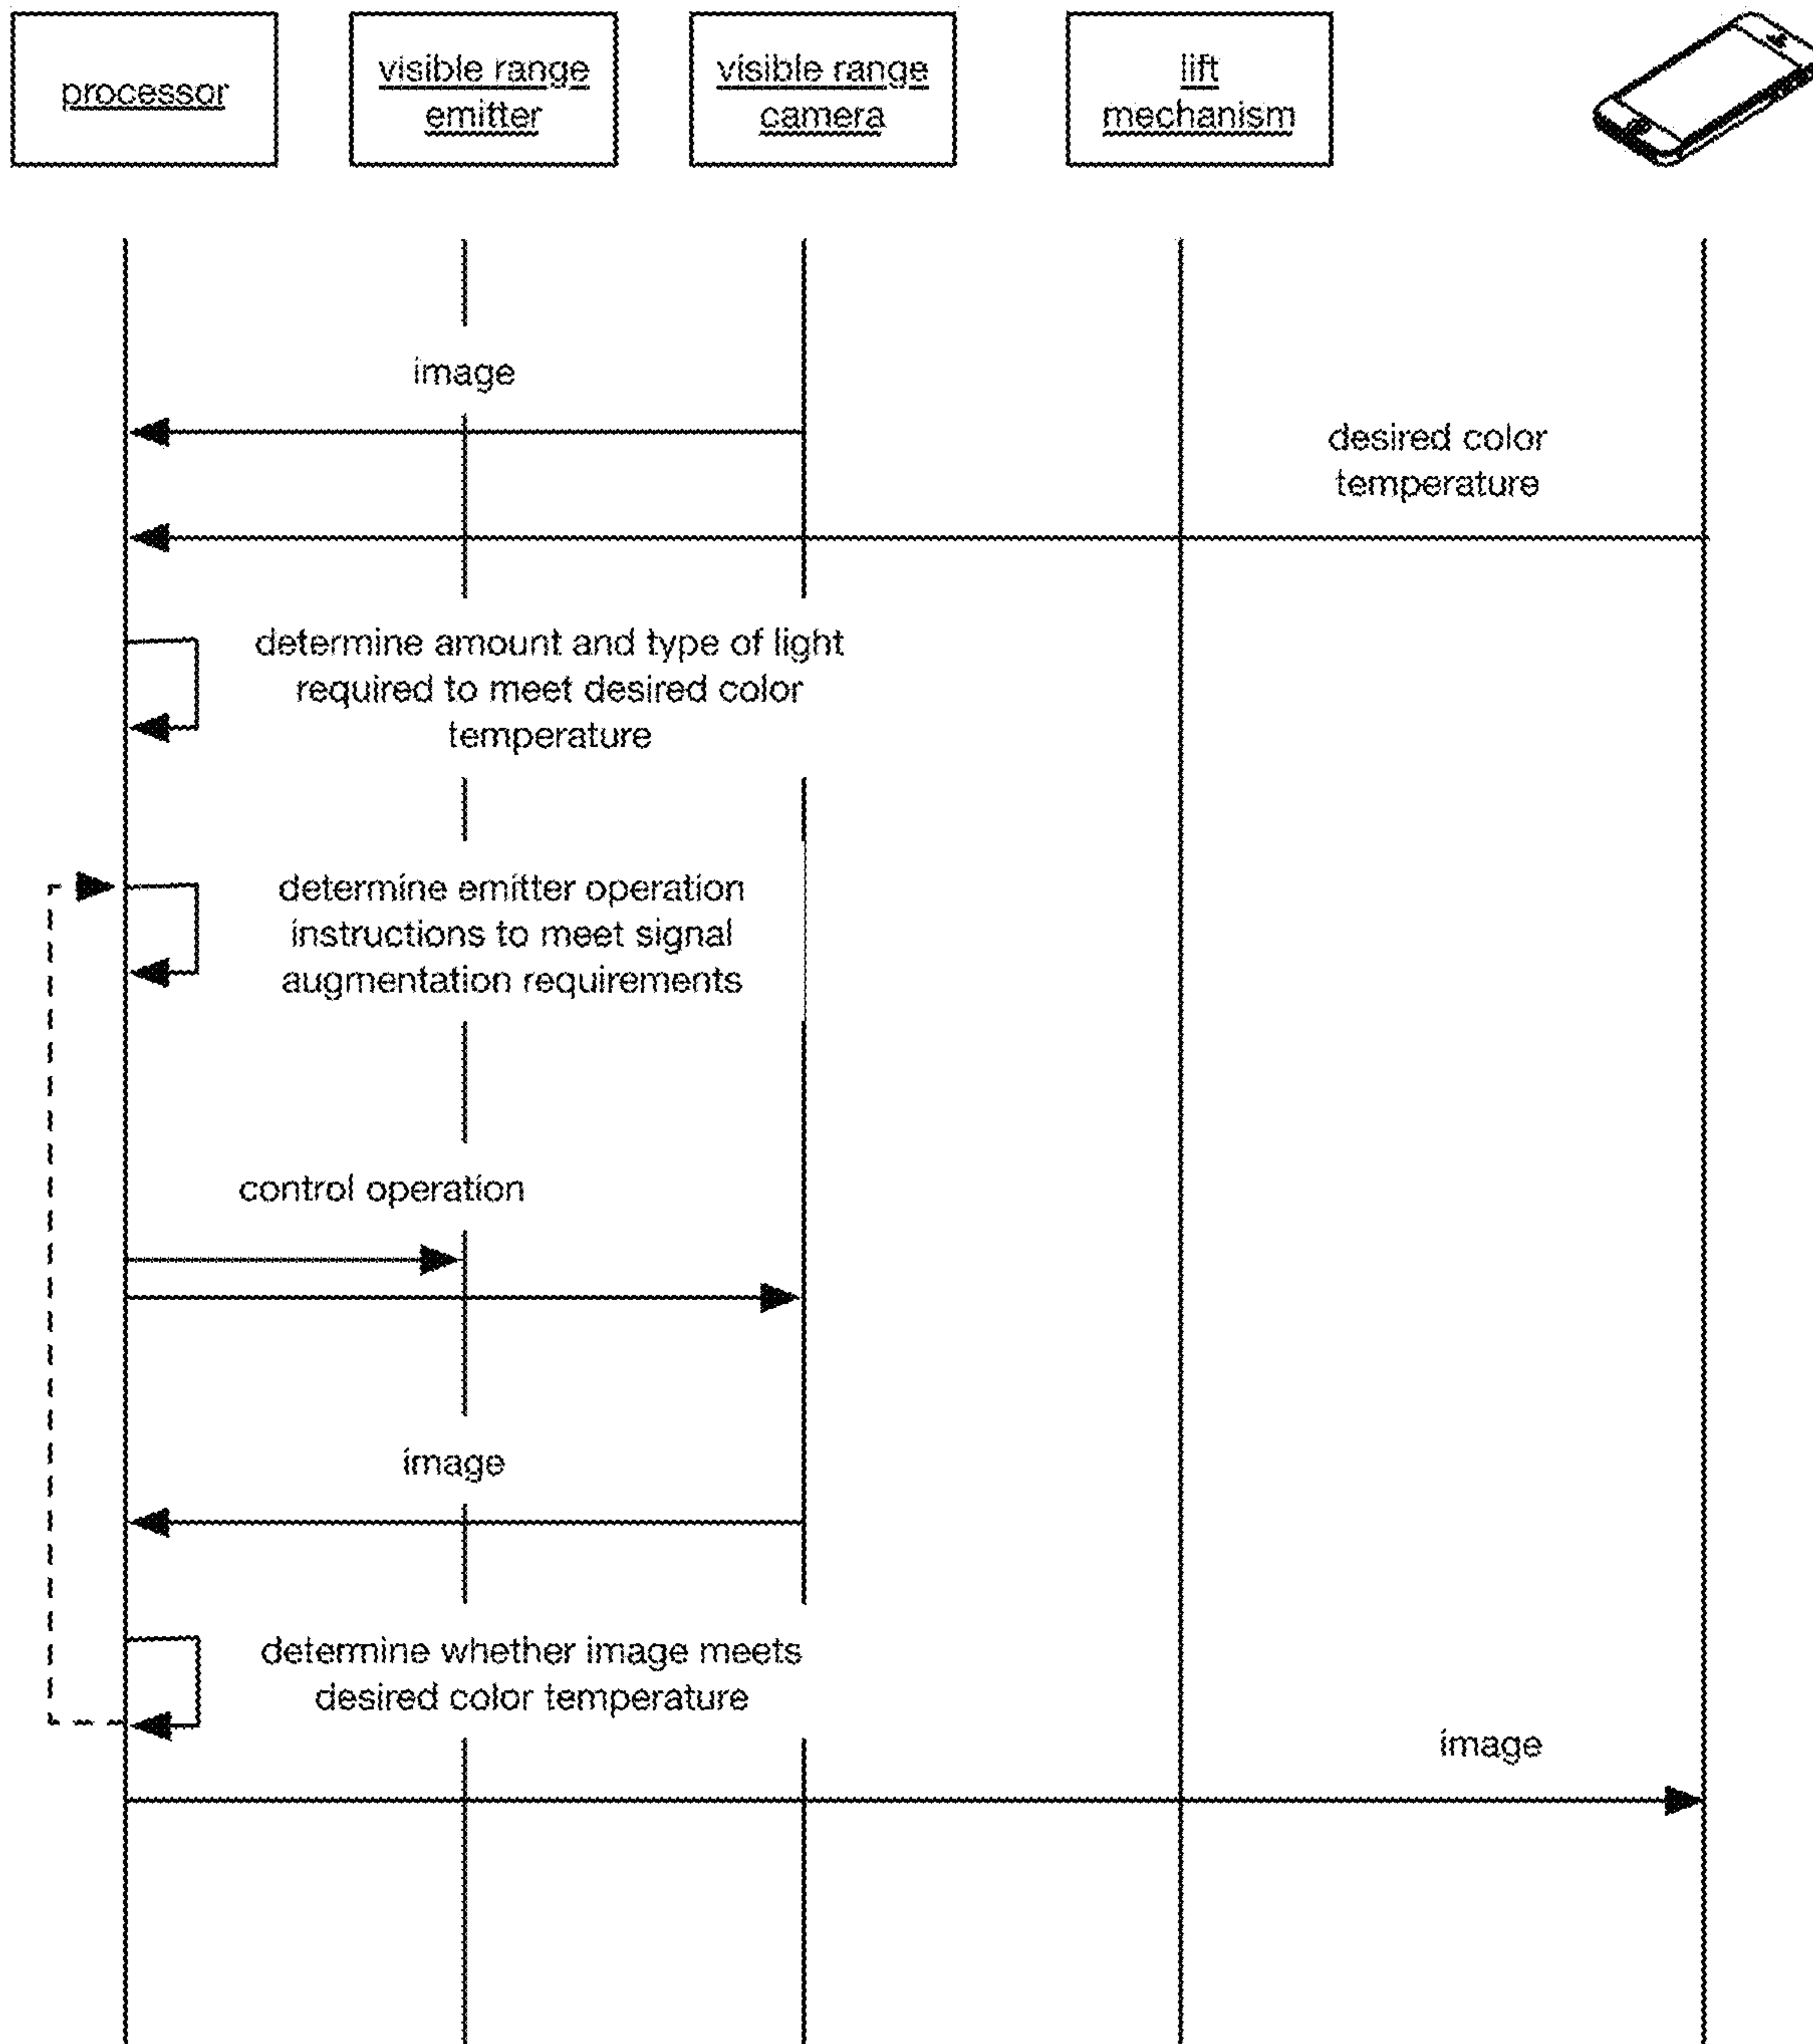 processor
visible range
emitter
visible range
camera
lift
mechanism
image
desired color
temperature
determine amount and type of light
required to meet desired color
temperature
determine emitter operation
instructions to meet signal
augmentation requirements
control operation
image
determine whether image meets
desired color temperature
image